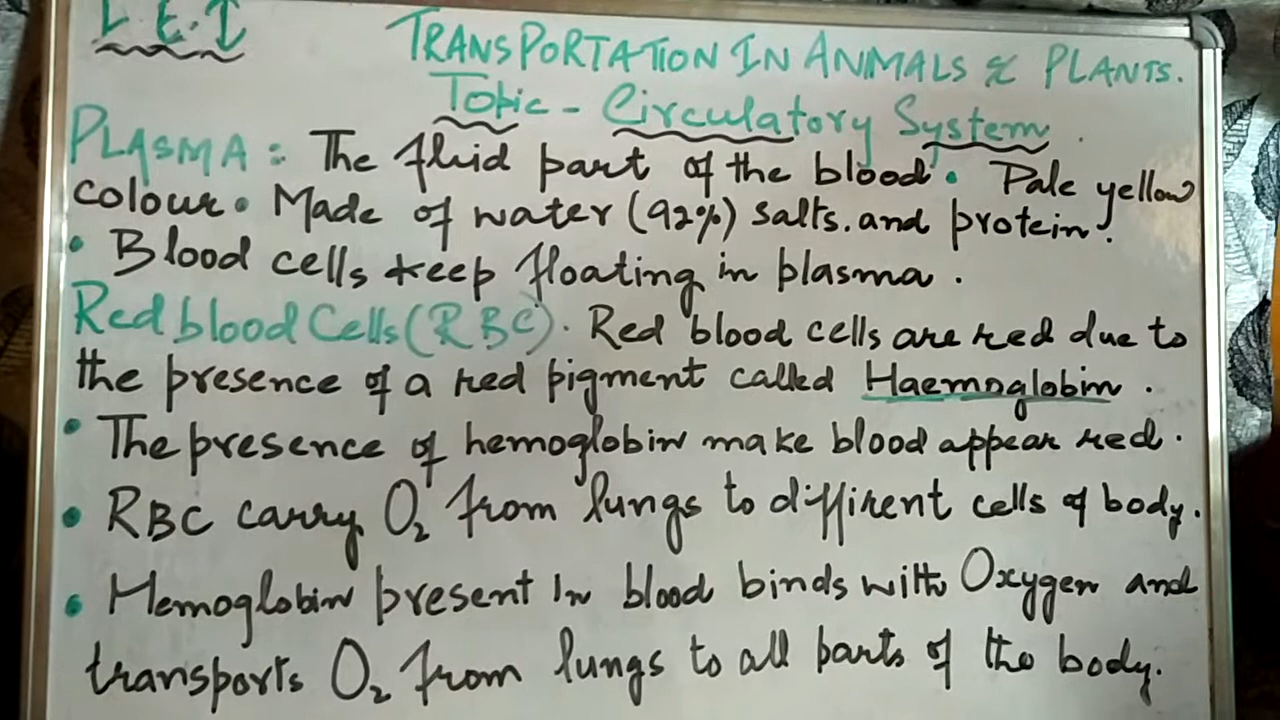 TRANSPORTATION IN ANIMALS & PLANTS.
Topic - Circulatory System.
PLASMA: The fluid part of the blood. Pale yellow
colour. Made of water (92%) salts. and protein.
• Blood cells keep floating in plasma.
Red blood Cells (RBC). Red blood cells are red due to
the presence of a red pigment called Haemoglobin.
• The presence of hemoglobin make blood appear red.
• RBC carry O₂ from lungs to diffirent cells of body.
• Hemoglobin present In blood binds with Oxygen and
transports O₂ from lungs to all parts of the body.